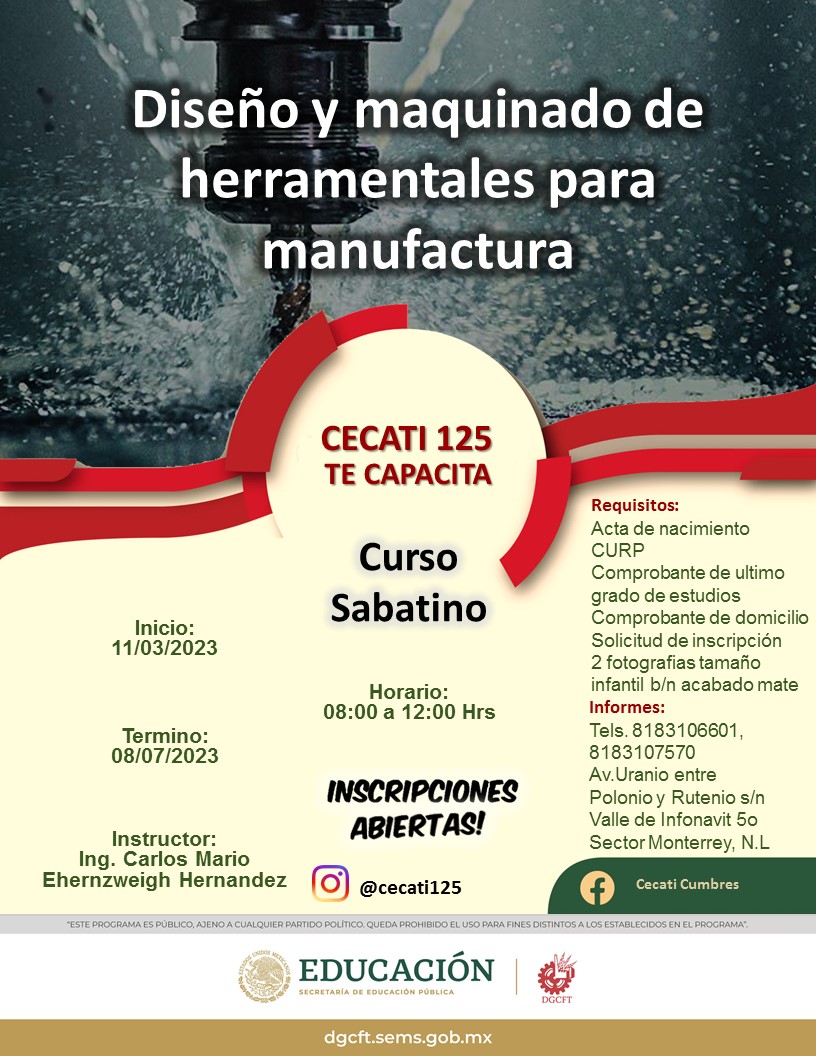 Diseño y maquinado de
herramentales para
manufactura
CECATI 125
TE CAPACITA
Curso
Sabatino
Inicio:
11/03/2023
Termino:
08/07/2023
Instructor:
Ing. Carlos Mario
Ehernzweigh Hernandez
Horario:
08:00 a 12:00 Hrs
INSCRIPCIONES
ABIERTAS!
@cecati125
Requisitos:
Acta de nacimiento
CURP
Comprobante de ultimo
grado de estudios
Comprobante de domicilio
Solicitud de inscripción
2 fotografias tamaño
infantil b/n acabado mate
Informes:
Tels. 8183106601,
8183107570
Av.Uranio entre
Polonio y Rutenio s/n
Valle de Infonavit 5o
Sector Monterrey, N.L
Cecati Cumbres
"ESTE PROGRAMA ES PÚBLICO, AJENO A CUALQUIER PARTIDO POLÍTICO. QUEDA PROHIBIDO EL USO PARA FINES DISTINTOS A LOS ESTABLECIDOS EN EL PROGRAMA".
EDUCACIÓN
SECRETARÍA DE EDUCACIÓN PÚBLICA
DGCFT
dgcft.sems.gob.mx